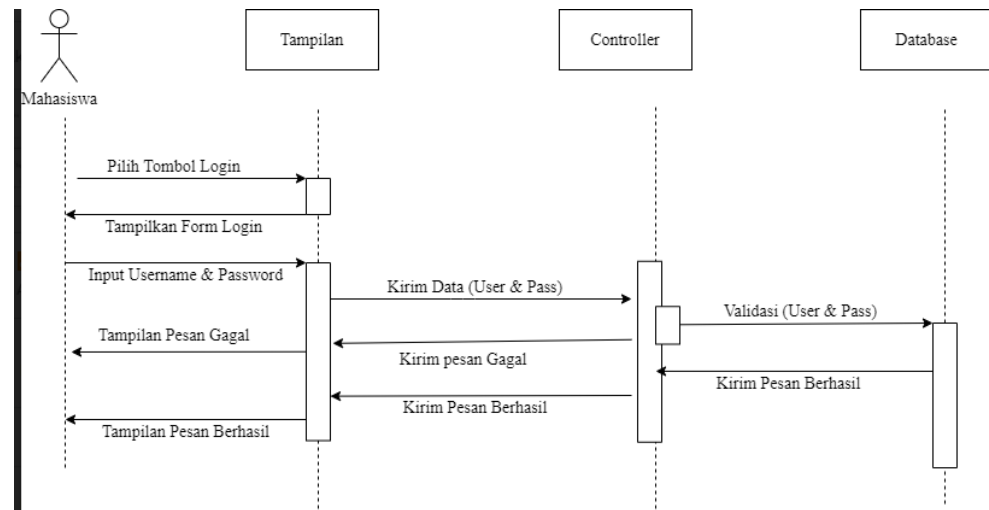 Tampilan
Controller
Database
Mahasiswa
Pilih Tombol Login
Tampilkan Form Login
Input Username & Password
Kirim Data (User & Pass)
Validasi (User & Pass)
Tampilan Pesan Gagal
Kirim pesan Gagal
Kirim Pesan Berhasil
Kirim Pesan Berhasil
Tampilan Pesan Berhasil